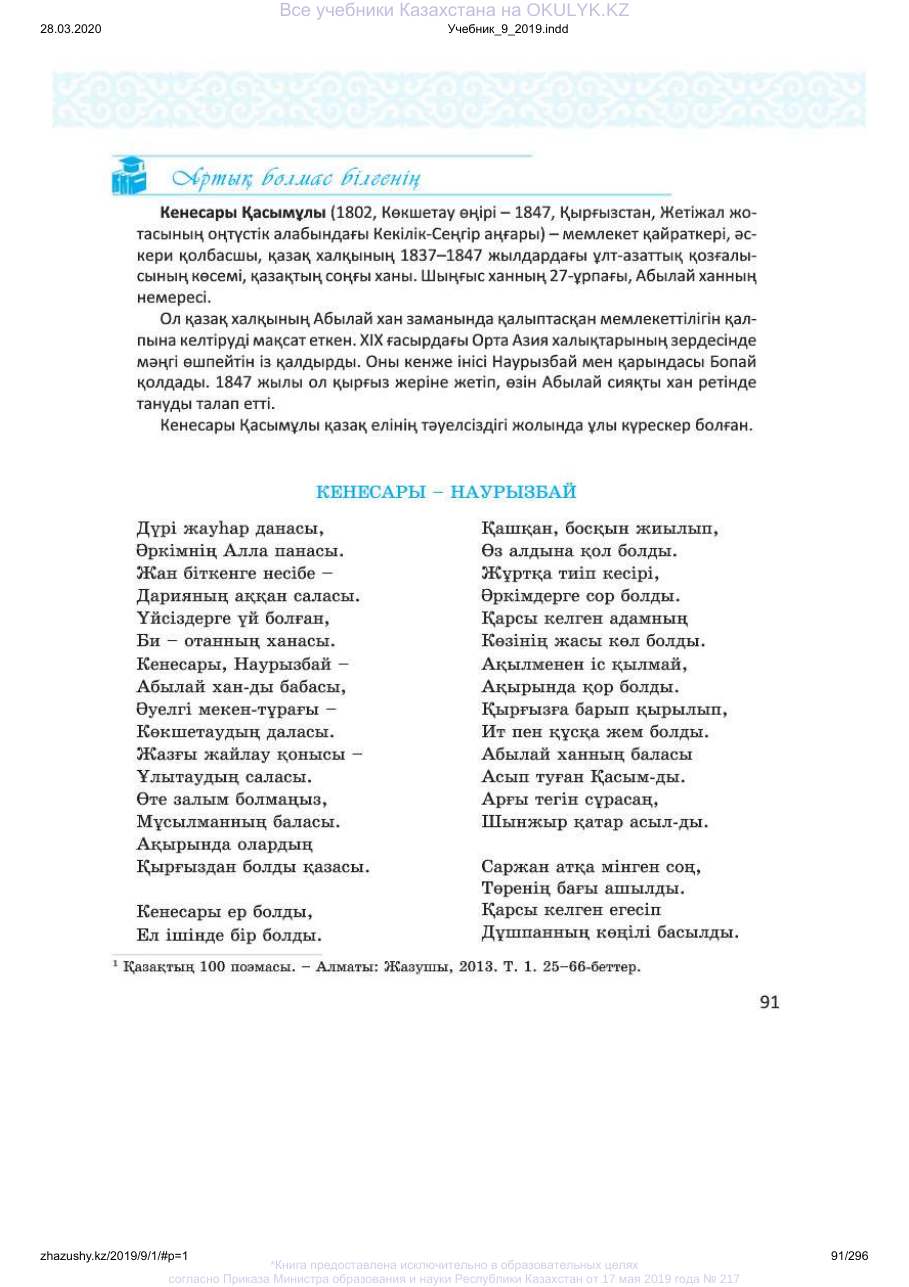 Все учебники Казахстана на OKULYK.KZ
28.03.2020 Учебник_9_2019.indd
Артық болмас білгенің
Кенесары Қасымұлы (1802, Көкшетау өңірі – 1847, Қырғызстан, Жетіжал жо-
тасының оңтүстік алабындағы Кекілік-Сеңгір аңғары) – мемлекет қайраткері, әс-
кери қолбасшы, қазақ халқының 1837–1847 жылдардағы ұлт-азаттық қозғалы-
сының көсемі, қазақтың соңғы ханы. Шыңғыс ханның 27-ұрпағы, Абылай ханның
немересі.
Ол қазақ халқының Абылай хан заманында қалыптасқан мемлекеттілігін қал-
пына келтіруді мақсат еткен. XIX ғасырдағы Орта Азия халықтарының зердесінде
мәңгі өшпейтін із қалдырды. Оны кенже інісі Наурызбай мен қарындасы Бопай
қолдады. 1847 жылы ол қырғыз жеріне жетіп, өзін Абылай сияқты хан ретінде
тануды талап етті.
Кенесары Қасымұлы қазақ елінің тәуелсіздігі жолында ұлы күрескер болған.
КЕНЕСАРЫ – НАУРЫЗБАЙ
Дүрі жауһар данасы,
Әркімнің Алла панасы.
Жан біткенге несібе –
Дарияның аққан саласы.
Үйсіздерге үй болған,
Би – отанның ханасы.
Кенесары, Наурызбай –
Абылай хан-ды бабасы,
Әуелгі мекен-тұрағы –
Көкшетаудың даласы.
Жазғы жайлау қонысы –
Ұлытаудың саласы.
Өте залым болмаңыз,
Мұсылманның баласы.
Ақырында олардың
Қырғыздан болды қазасы.
Кенесары ер болды,
Ел ішінде бір болды.
Қашқан, босқын жиылып,
Өз алдына қол болды.
Жұртқа тиіп кесірі,
Әркімдерге сор болды.
Қарсы келген адамның
Көзінің жасы көл болды.
Ақылменен іс қылмай,
Ақырында қор болды.
Қырғызға барып қырылып,
Ит пен құсқа жем болды.
Абылай ханның баласы
Асып туған Қасым-ды.
Арғы тегін сұрасаң,
Шынжыр қатар асыл-ды.
Саржан атқа мінген соң,
Төренің бағы ашылды.
Қарсы келген егесіп
Дұшпанның көңілі басылды.
¹ Қазақтың 100 поэмасы. – Алматы: Жазушы, 2013. Т. 1. 25–66-беттер.
91
zhazushy.kz/2019/9/1/#p=1 91/296
*Книга предоставлена исключительно в образовательных целях
согласно Приказа Министра образования и науки Республики Казахстан от 17 мая 2019 года № 217